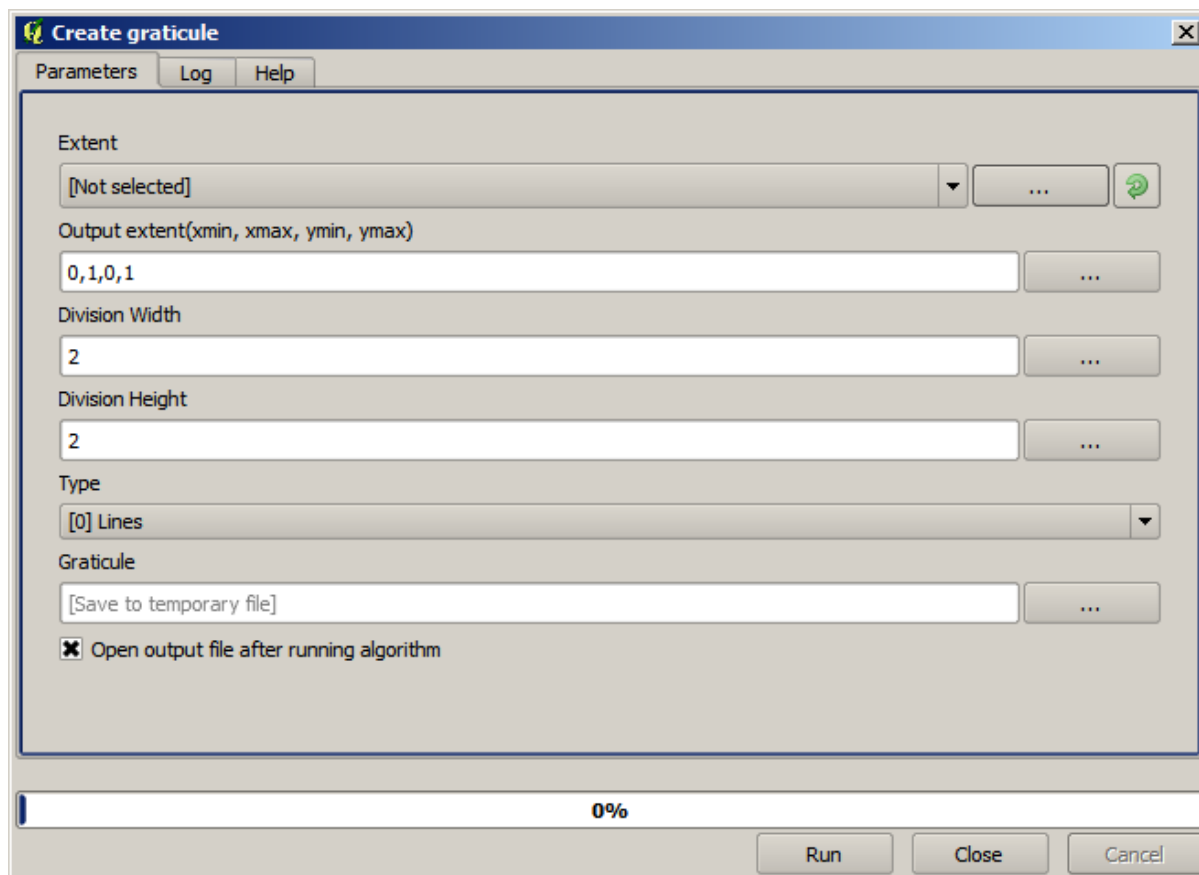 Create graticule
Parameters Log Help
Extent
[Not selected] ...
Output extent(xmin, xmax, ymin, ymax)
0,1,0,1 ...
Division Width
2 ...
Division Height
2 ...
Type
[0] Lines
Graticule
[Save to temporary file] ...
Open output file after running algorithm
0%
Run Close Cancel